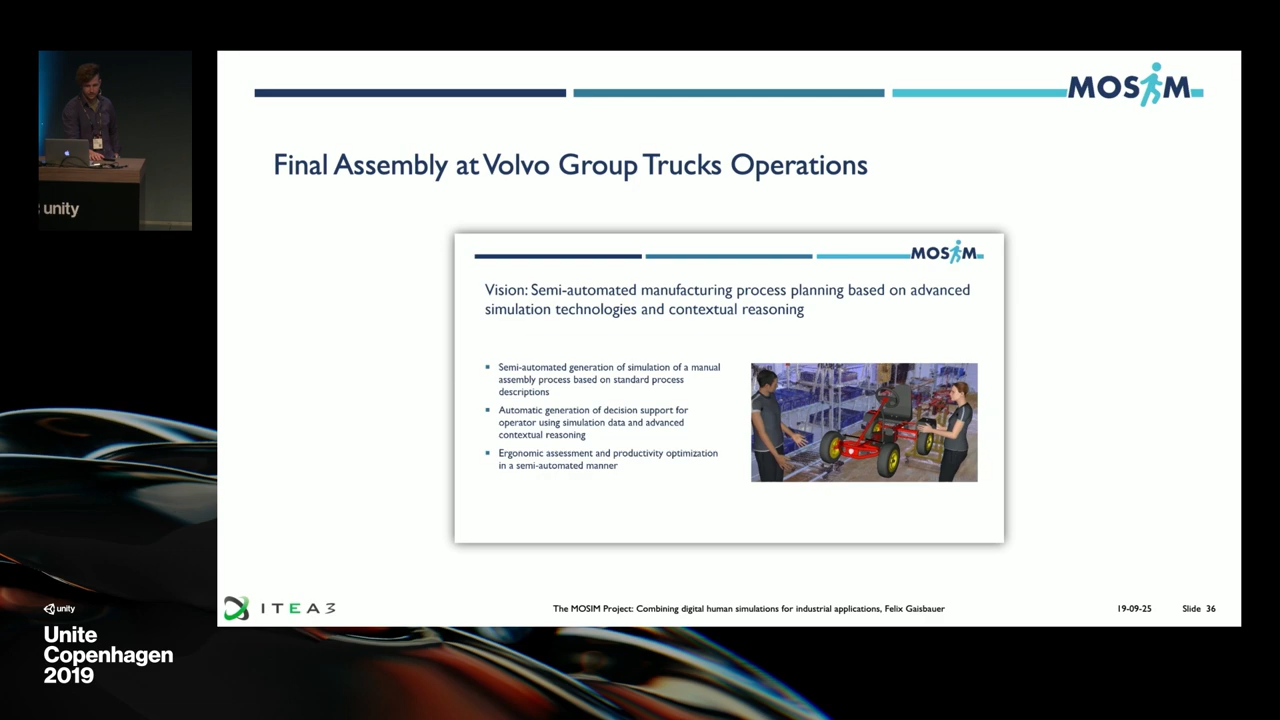 MOSIM
Final Assembly at Volvo Group Trucks Operations
MOSIM
Vision: Semi-automated manufacturing process planning based on advanced
simulation technologies and contextual reasoning
Semi-automated generation of simulation of a manual
assembly process based on standard process
descriptions
Automatic generation of decision support for
operator using simulation data and advanced
contextual reasoning
Ergonomic assessment and productivity optimization
in a semi-automated manner
ITEA3
The MOSIM Project: Combining digital human simulations for industrial applications, Felix Gaisbauer
19-09-25
Slide 36
unity
unity
Unite
Copenhagen
2019